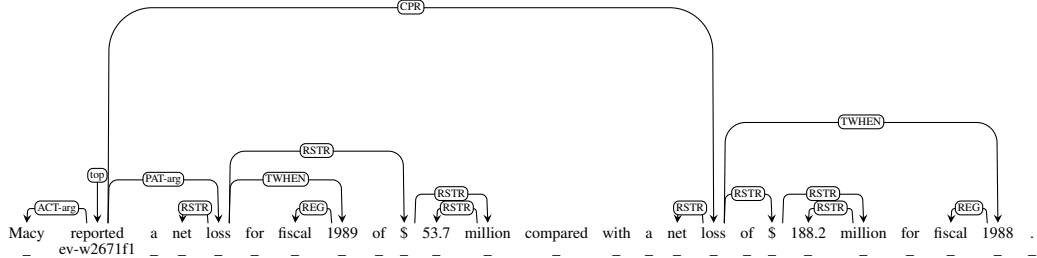 CPR
TWHEN
RSTR
top PAT-arg TWHEN
RSTR RSTR RSTR
ACT-arg RSTR REG RSTR RSTR RSTR REG
Macy reported a net loss for fiscal 1989 of $ 53.7 million compared with a net loss of $ 188.2 million for fiscal 1988 .
ev-w2671f1
_ _ _ _ _ _ _ _ _ _ _ _ _ _ _ _ _ _ _ _ _ _ _ _